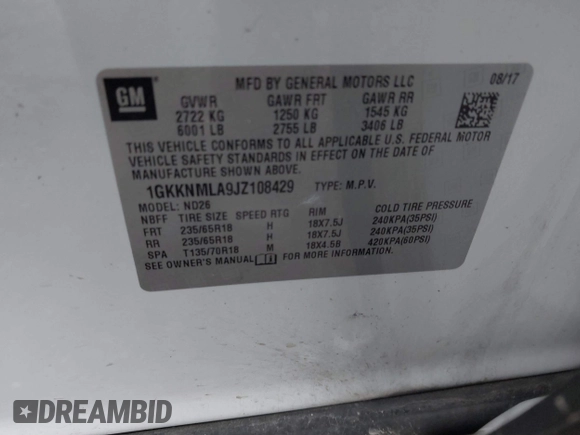 GM
MFD BY GENERAL MOTORS LLC 08/17
GVWR GAWR FRT GAWR RR
2722 KG 1250 KG 1545 KG
6001 LB 2755 LB 3406 LB
THIS VEHICLE CONFORMS TO ALL APPLICABLE U.S. FEDERAL MOTOR
VEHICLE SAFETY STANDARDS IN EFFECT ON THE DATE OF
MANUFACTURE SHOWN ABOVE.
1GKKNMLA9JZ108429 TYPE: M.P.V.
MODEL: ND26
NBFF TIRE SIZE SPEED RTG RIM COLD TIRE PRESSURE
FRT 235/65R18 H 18X7.5J 240KPA(35PSI)
RR 235/65R18 H 18X7.5J 240KPA(35PSI)
SPA T135/70R18 M 18X4.5B 420KPA(60PSI)
SEE OWNER'S MANUAL FOR MORE INFORMATION.
DREAMBID